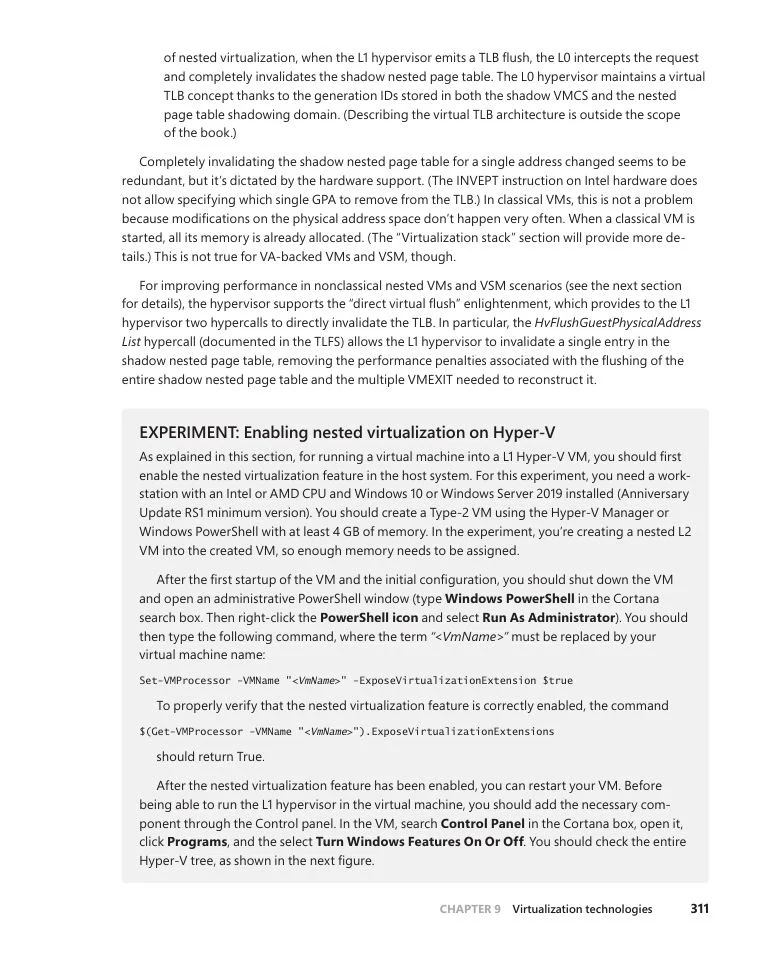 of nested virtualization, when the L1 hypervisor emits a TLB flush, the L0 intercepts the request
and completely invalidates the shadow nested page table. The L0 hypervisor maintains a virtual
TLB concept thanks to the generation IDs stored in both the shadow VMCS and the nested
page table shadowing domain. (Describing the virtual TLB architecture is outside the scope
of the book.)
Completely invalidating the shadow nested page table for a single address changed seems to be
redundant, but it's dictated by the hardware support. (The INVEPT instruction on Intel hardware does
not allow specifying which single GPA to remove from the TLB.) In classical VMs, this is not a problem
because modifications on the physical address space don't happen very often. When a classical VM is
started, all its memory is already allocated. (The “Virtualization stack” section will provide more de-
tails.) This is not true for VA-backed VMs and VSM, though.
For improving performance in nonclassical nested VMs and VSM scenarios (see the next section
for details), the hypervisor supports the “direct virtual flush” enlightenment, which provides to the L1
hypervisor two hypercalls to directly invalidate the TLB. In particular, the HvFlushGuestPhysicalAddress
List hypercall (documented in the TLFS) allows the L1 hypervisor to invalidate a single entry in the
shadow nested page table, removing the performance penalties associated with the flushing of the
entire shadow nested page table and the multiple VMEXIT needed to reconstruct it.
EXPERIMENT: Enabling nested virtualization on Hyper-V
As explained in this section, for running a virtual machine into a L1 Hyper-V VM, you should first
enable the nested virtualization feature in the host system. For this experiment, you need a work-
station with an Intel or AMD CPU and Windows 10 or Windows Server 2019 installed (Anniversary
Update RS1 minimum version). You should create a Type-2 VM using the Hyper-V Manager or
Windows PowerShell with at least 4 GB of memory. In the experiment, you're creating a nested L2
VM into the created VM, so enough memory needs to be assigned.
After the first startup of the VM and the initial configuration, you should shut down the VM
and open an administrative PowerShell window (type Windows PowerShell in the Cortana
search box. Then right-click the PowerShell icon and select Run As Administrator). You should
then type the following command, where the term “<VmName>” must be replaced by your
virtual machine name:
Set-VMProcessor -VMName "<VmName>" -ExposeVirtualizationExtension $true
To properly verify that the nested virtualization feature is correctly enabled, the command
$(Get-VMProcessor -VMName "<VmName>").ExposeVirtualizationExtensions
should return True.
After the nested virtualization feature has been enabled, you can restart your VM. Before
being able to run the L1 hypervisor in the virtual machine, you should add the necessary com-
ponent through the Control panel. In the VM, search Control Panel in the Cortana box, open it,
click Programs, and the select Turn Windows Features On Or Off. You should check the entire
Hyper-V tree, as shown in the next figure.
CHAPTER 9 Virtualization technologies 311